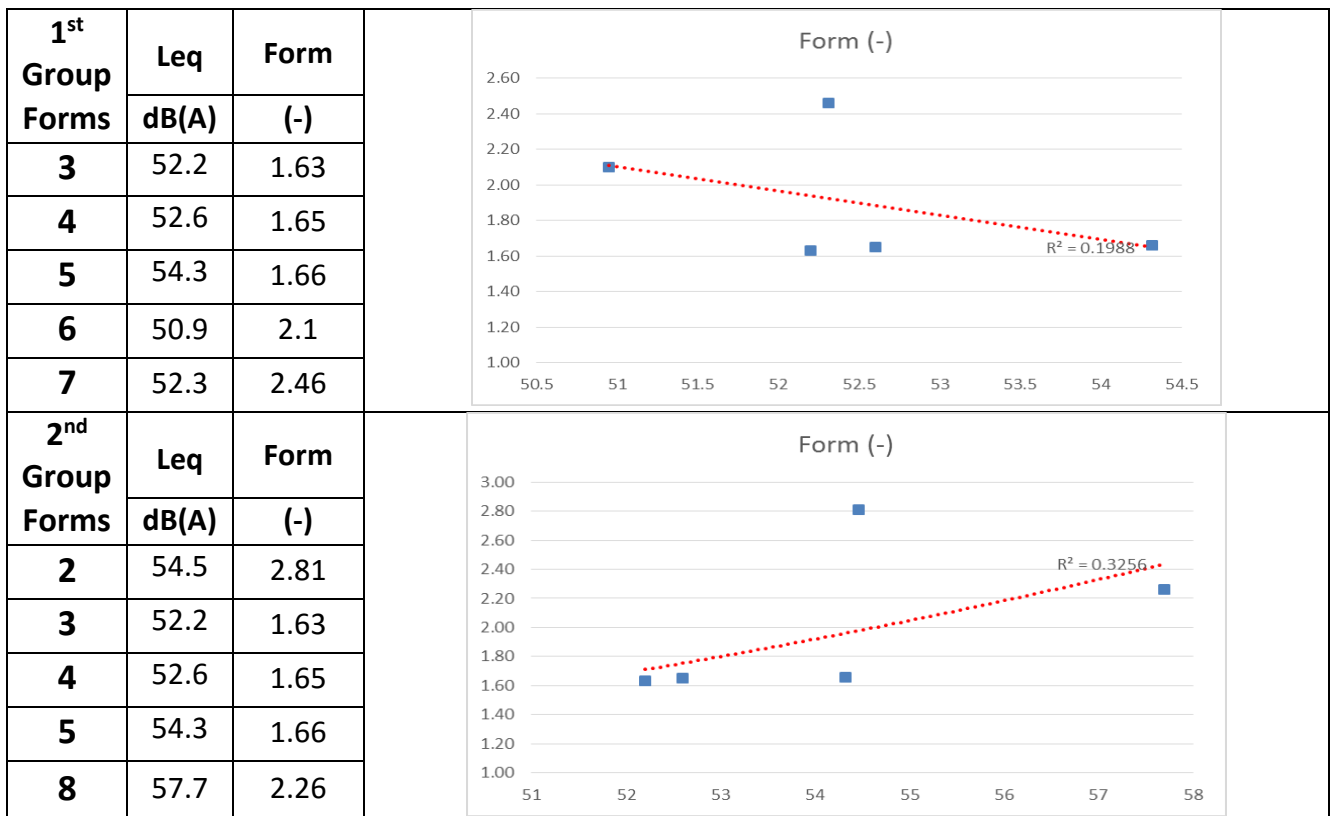 1st Group Forms Leq Form
dB(A) (-)
3 52.2 1.63
4 52.6 1.65
5 54.3 1.66
6 50.9 2.1
7 52.3 2.46
Form (-)
2.60
2.40
2.20
2.00
1.80
1.60
1.40
1.20
1.00
R² = 0.1988
50.5 51 51.5 52 52.5 53 53.5 54 54.5
2nd Group Forms Leq Form
dB(A) (-)
2 54.5 2.81
3 52.2 1.63
4 52.6 1.65
5 54.3 1.66
8 57.7 2.26
Form (-)
3.00
2.80
2.60
2.40
2.20
2.00
1.80
1.60
1.40
1.20
1.00
R² = 0.3256
51 52 53 54 55 56 57 58